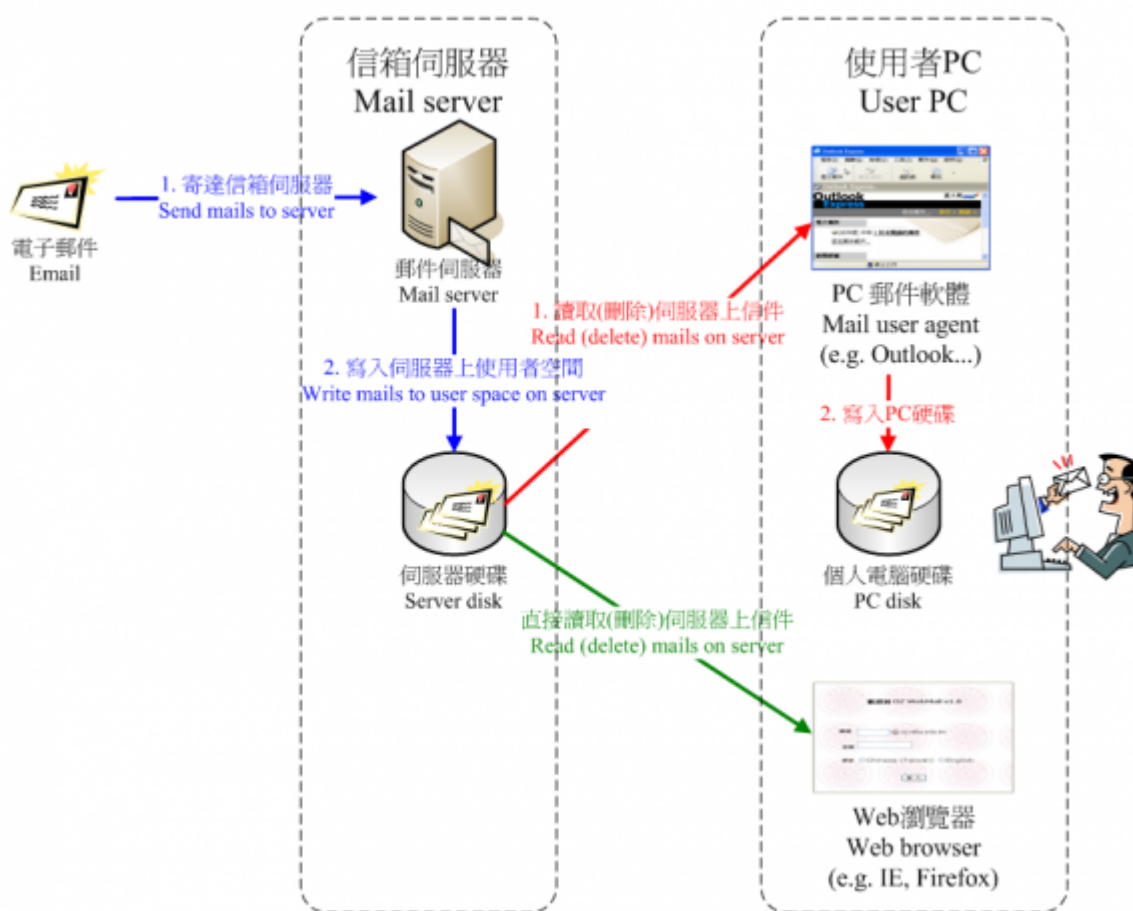 信箱伺服器
Mail server
使用者PC
User PC
1. 寄達信箱伺服器
Send mails to server
電子郵件
Email
郵件伺服器
Mail server
Outlook Express
Outlook
Express
1. 讀取(刪除)伺服器上信件
Read (delete) mails on server
PC 郵件軟體
Mail user agent
(e.g. Outlook...)
2. 寫入伺服器上使用者空間
Write mails to user space on server
2. 寫入PC硬碟
伺服器硬碟
Server disk
個人電腦硬碟
PC disk
直接讀取(刪除)伺服器上信件
Read (delete) mails on server
Web瀏覽器
Web browser
(e.g. IE, Firefox)